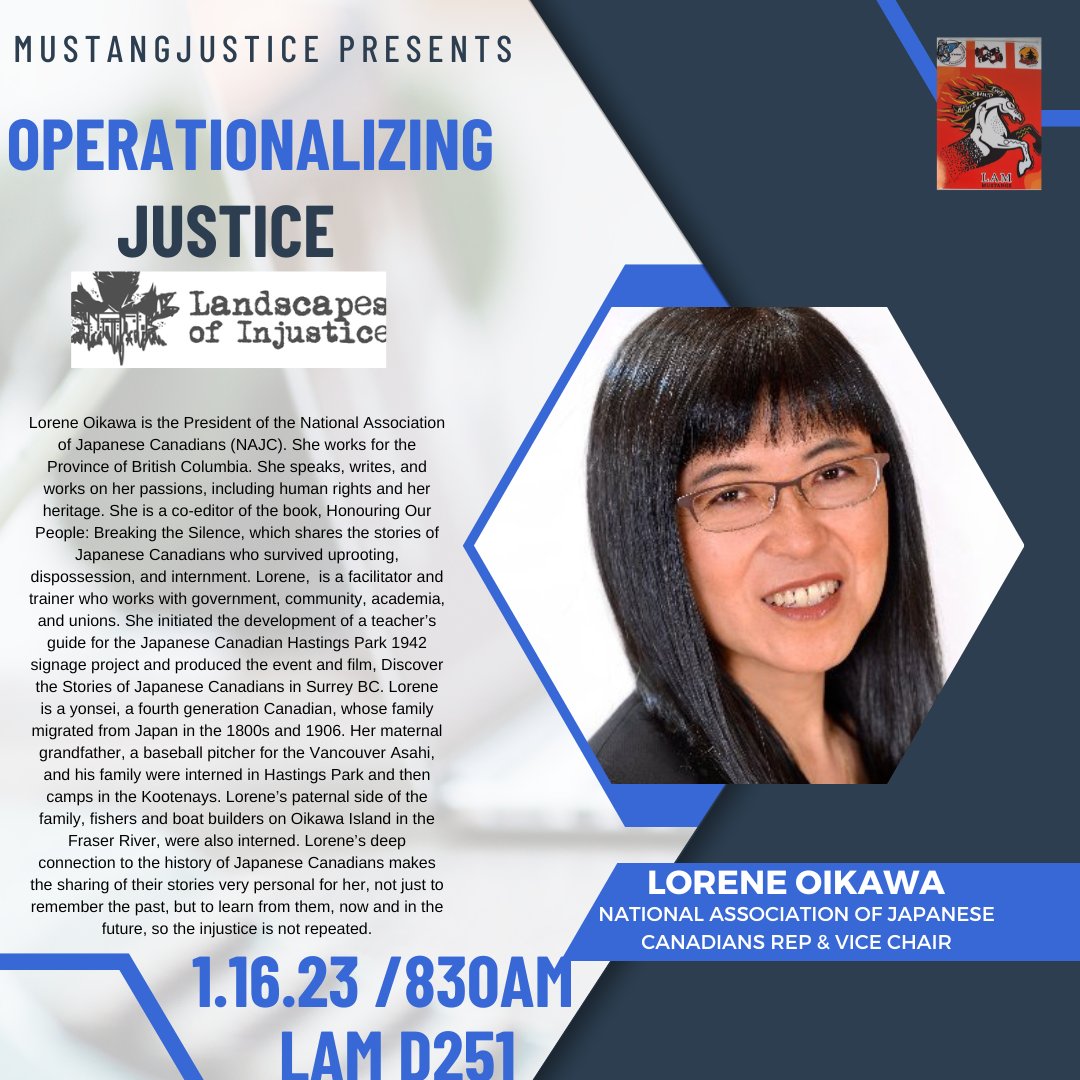 MUSTANGJUSTICE PRESENTS
OPERATIONALIZING
JUSTICE
Landscapes
of Injustice
Lorene Oikawa is the President of the National Association
of Japanese Canadians (NAJC). She works for the
Province of British Columbia. She speaks, writes, and
works on her passions, including human rights and her
heritage. She is a co-editor of the book, Honouring Our
People: Breaking the Silence, which shares the stories of
Japanese Canadians who survived uprooting,
dispossession, and internment. Lorene,  is a facilitator and
trainer who works with government, community, academia,
and unions. She initiated the development of a teacher's
guide for the Japanese Canadian Hastings Park 1942
signage project and produced the event and film, Discover
the Stories of Japanese Canadians in Surrey BC. Lorene
is a yonsei, a fourth generation Canadian, whose family
migrated from Japan in the 1800s and 1906. Her maternal
grandfather, a baseball pitcher for the Vancouver Asahi,
and his family were interned in Hastings Park and then
camps in the Kootenays. Lorene's paternal side of the
family, fishers and boat builders on Oikawa Island in the
Fraser River, were also interned. Lorene's deep
connection to the history of Japanese Canadians makes
the sharing of their stories very personal for her, not just to
remember the past, but to learn from them, now and in the
future, so the injustice is not repeated.
1.16.23 /830AM
LAM D251
L.A.M
MUSTANGS
LORENE OIKAWA
NATIONAL ASSOCIATION OF JAPANESE
CANADIANS REP & VICE CHAIR